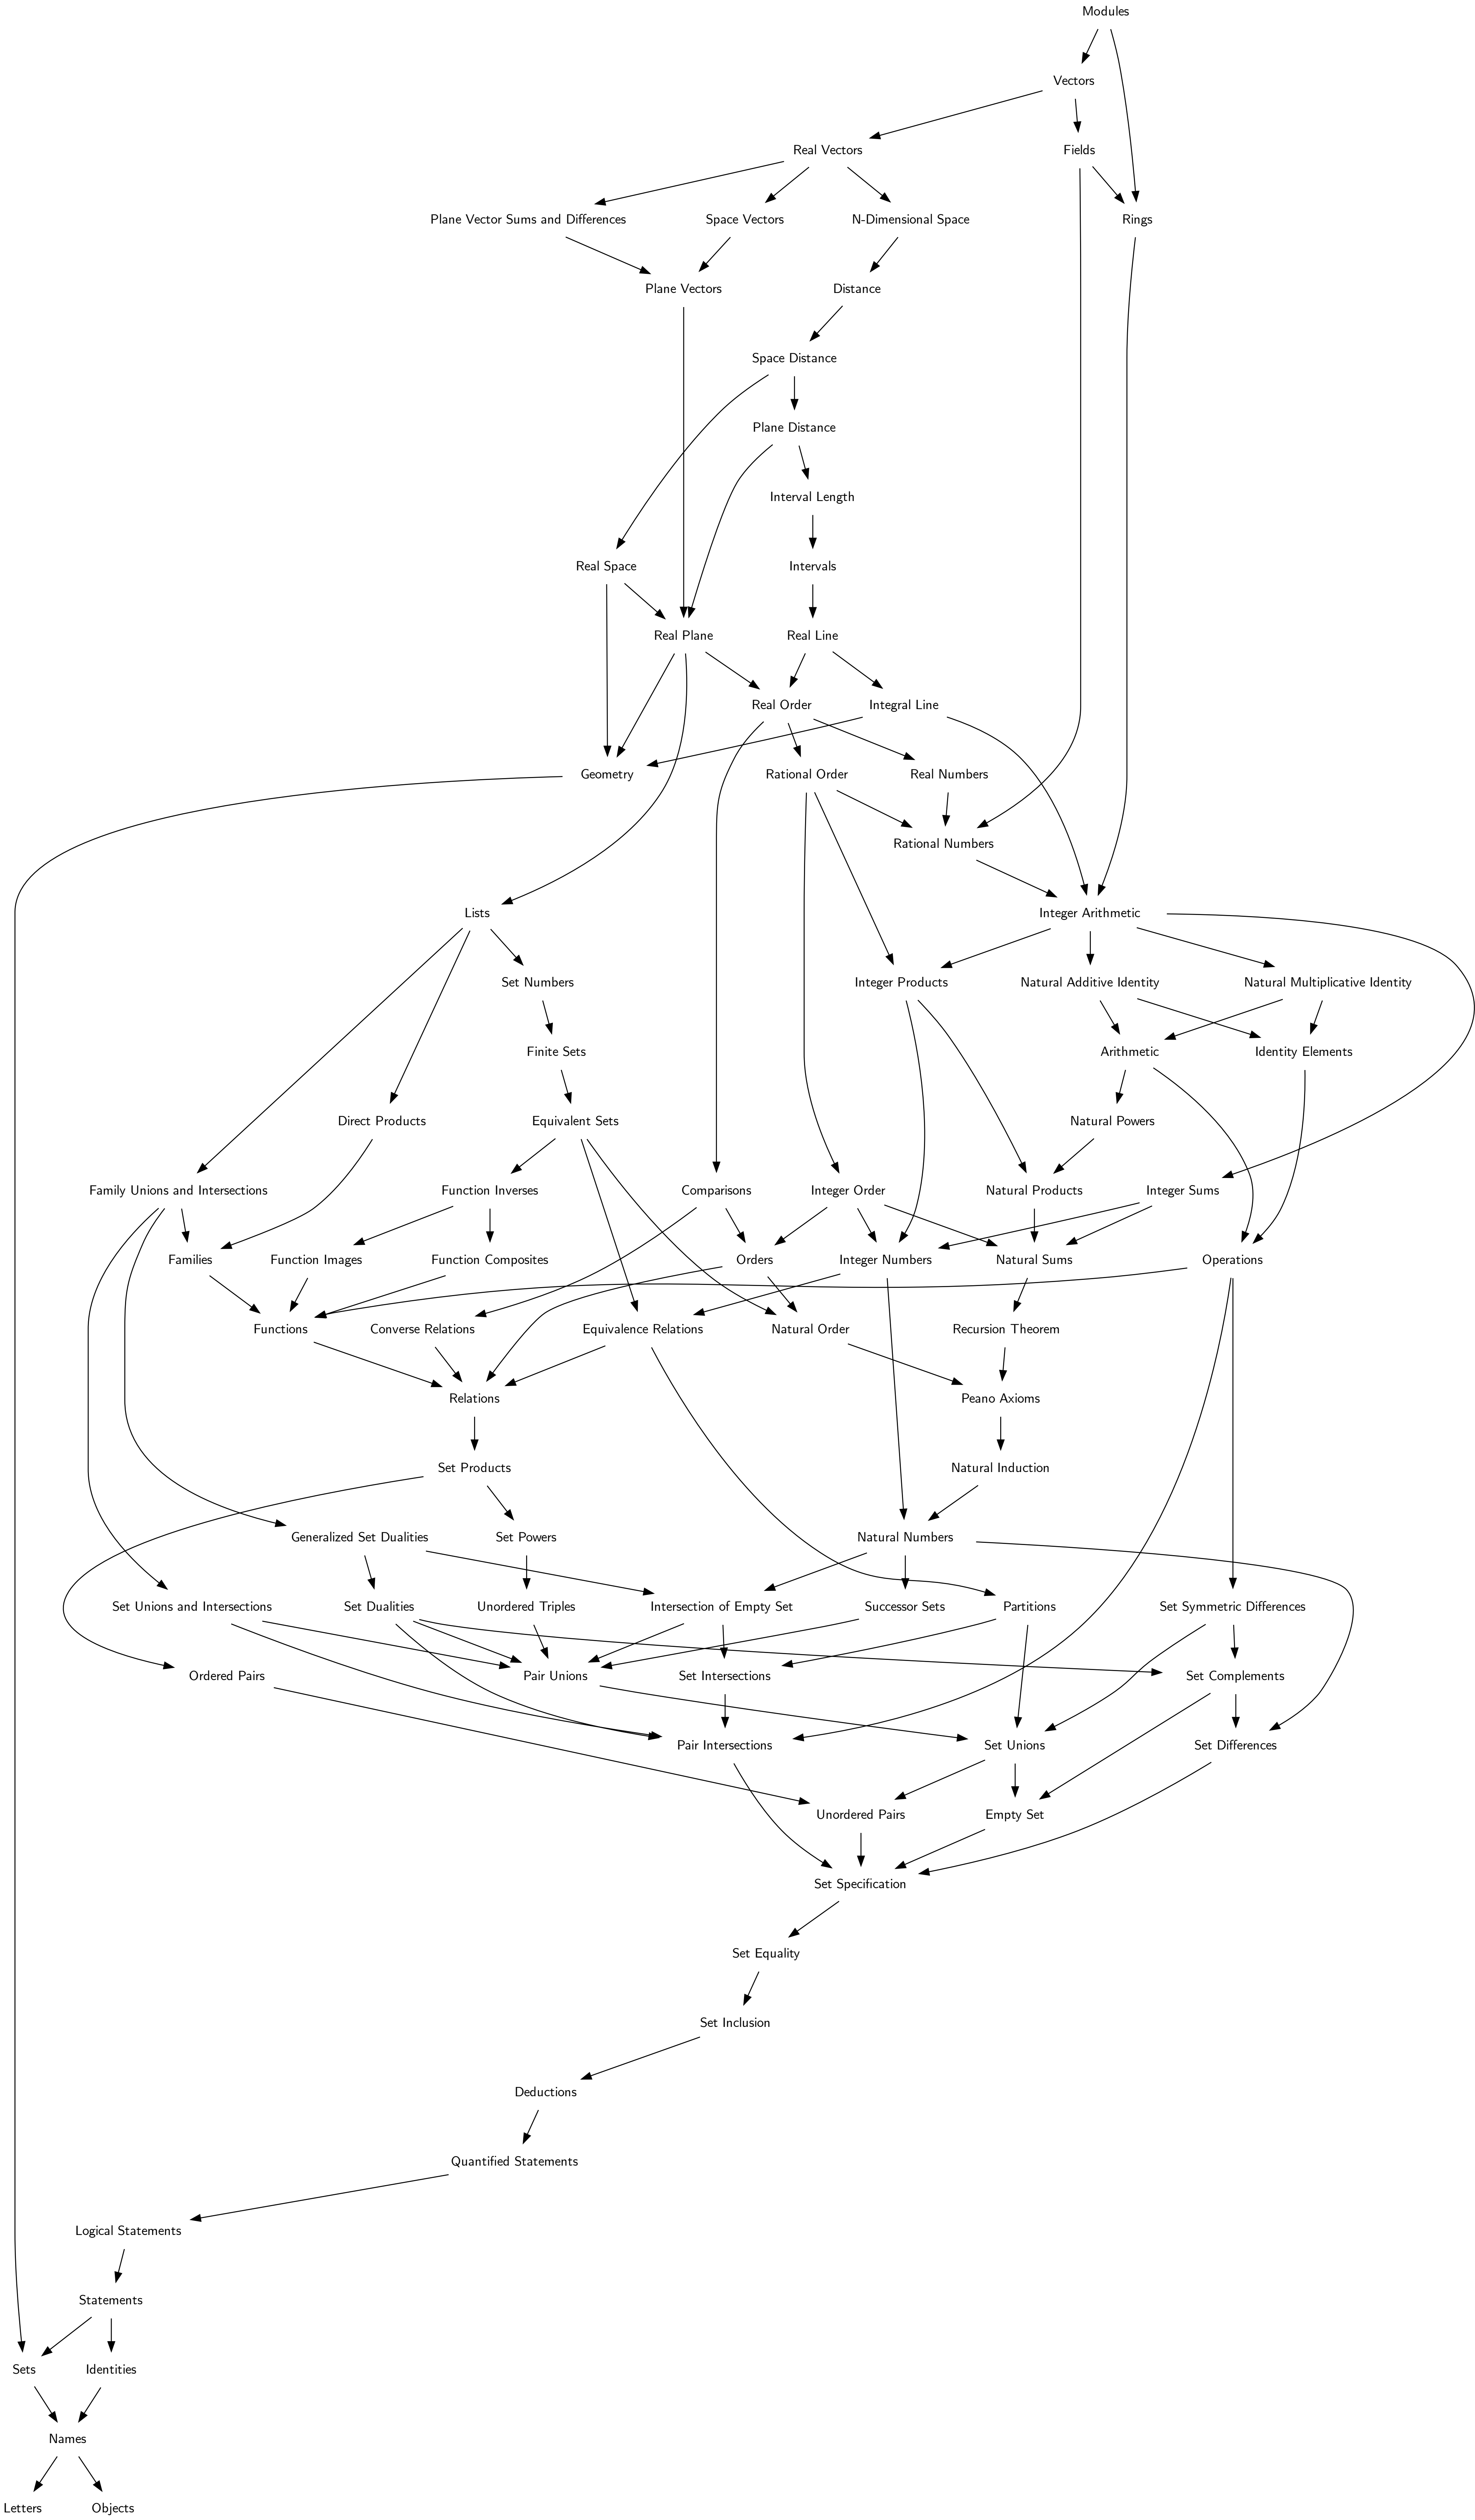 Modules
Vectors
Real Vectors
Fields
Plane Vector Sums and Differences
Space Vectors
N-Dimensional Space
Rings
Plane Vectors
Distance
Space Distance
Plane Distance
Interval Length
Real Space
Intervals
Real Plane
Real Line
Real Order
Integral Line
Geometry
Rational Order
Real Numbers
Rational Numbers
Lists
Integer Arithmetic
Set Numbers
Integer Products
Natural Additive Identity
Natural Multiplicative Identity
Finite Sets
Arithmetic
Identity Elements
Direct Products
Equivalent Sets
Natural Powers
Family Unions and Intersections
Function Inverses
Comparisons
Integer Order
Natural Products
Integer Sums
Families
Function Images
Function Composites
Orders
Integer Numbers
Natural Sums
Operations
Functions
Converse Relations
Equivalence Relations
Natural Order
Recursion Theorem
Relations
Peano Axioms
Set Products
Natural Induction
Generalized Set Dualities
Set Powers
Natural Numbers
Set Unions and Intersections
Set Dualities
Unordered Triples
Intersection of Empty Set
Successor Sets
Partitions
Set Symmetric Differences
Ordered Pairs
Pair Unions
Set Intersections
Set Complements
Pair Intersections
Set Unions
Set Differences
Unordered Pairs
Empty Set
Set Specification
Set Equality
Set Inclusion
Deductions
Quantified Statements
Logical Statements
Statements
Sets
Identities
Names
Letters
Objects